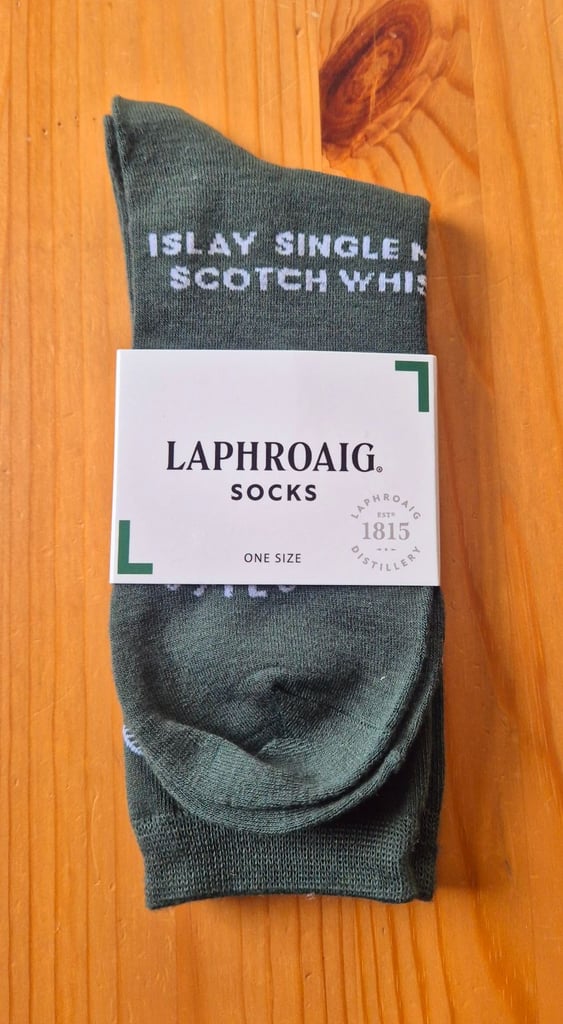 ISLAY SINGLE
SCOTCH WHIS
LAPHROAIG®
SOCKS
LAPHROAIG
ESTD
1815
DISTILLERY
ONE SIZE